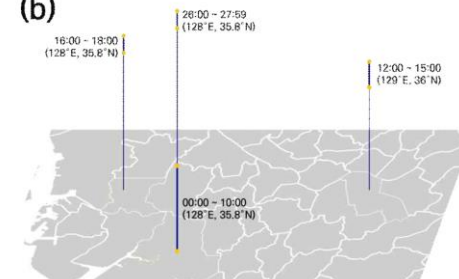 (b)
26:00 ~ 27:59
(128°E, 35.8°N)
16:00 ~ 18:00
(128°E, 35.8°N)
12:00 ~ 15:00
(129°E, 36°N)
00:00 ~ 10:00
(128°E, 35.8°N)